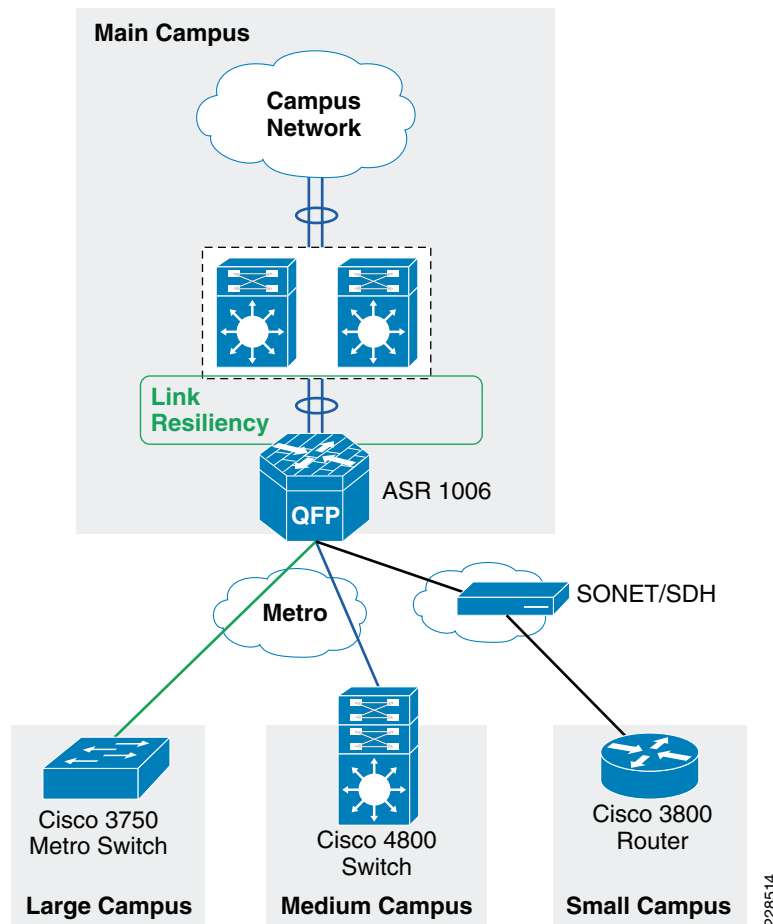 Main Campus
Campus
Network
Link
Resiliency
ASR 1006
QFP
SONET/SDH
Metro
Cisco 3750
Metro Switch
Large Campus
Cisco 4800
Switch
Medium Campus
Cisco 3800
Router
Small Campus
228514